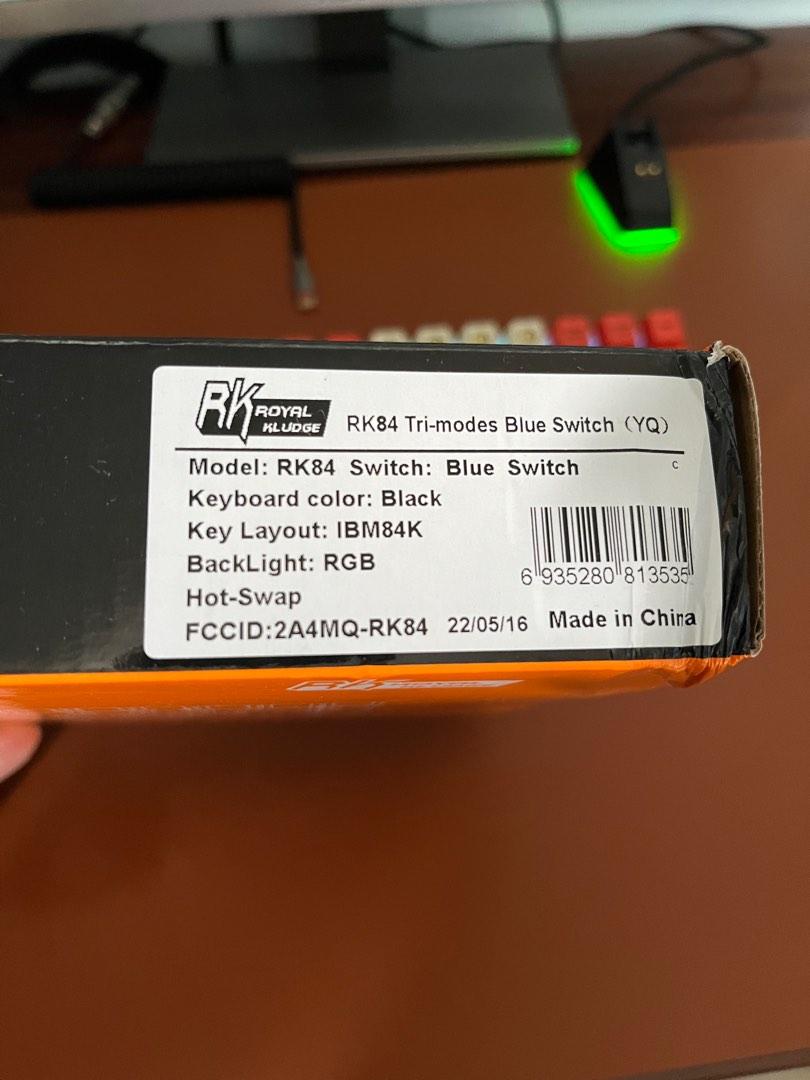 RK ROYAL KLUDGE
RK84 Tri-modes Blue Switch（YQ）
Model: RK84 Switch: Blue Switch
C
Keyboard color: Black
Key Layout: IBM84K
BackLight: RGB
Hot-Swap
6 935280 813535
FCCID:2A4MQ-RK84 22/05/16 Made in China
RK